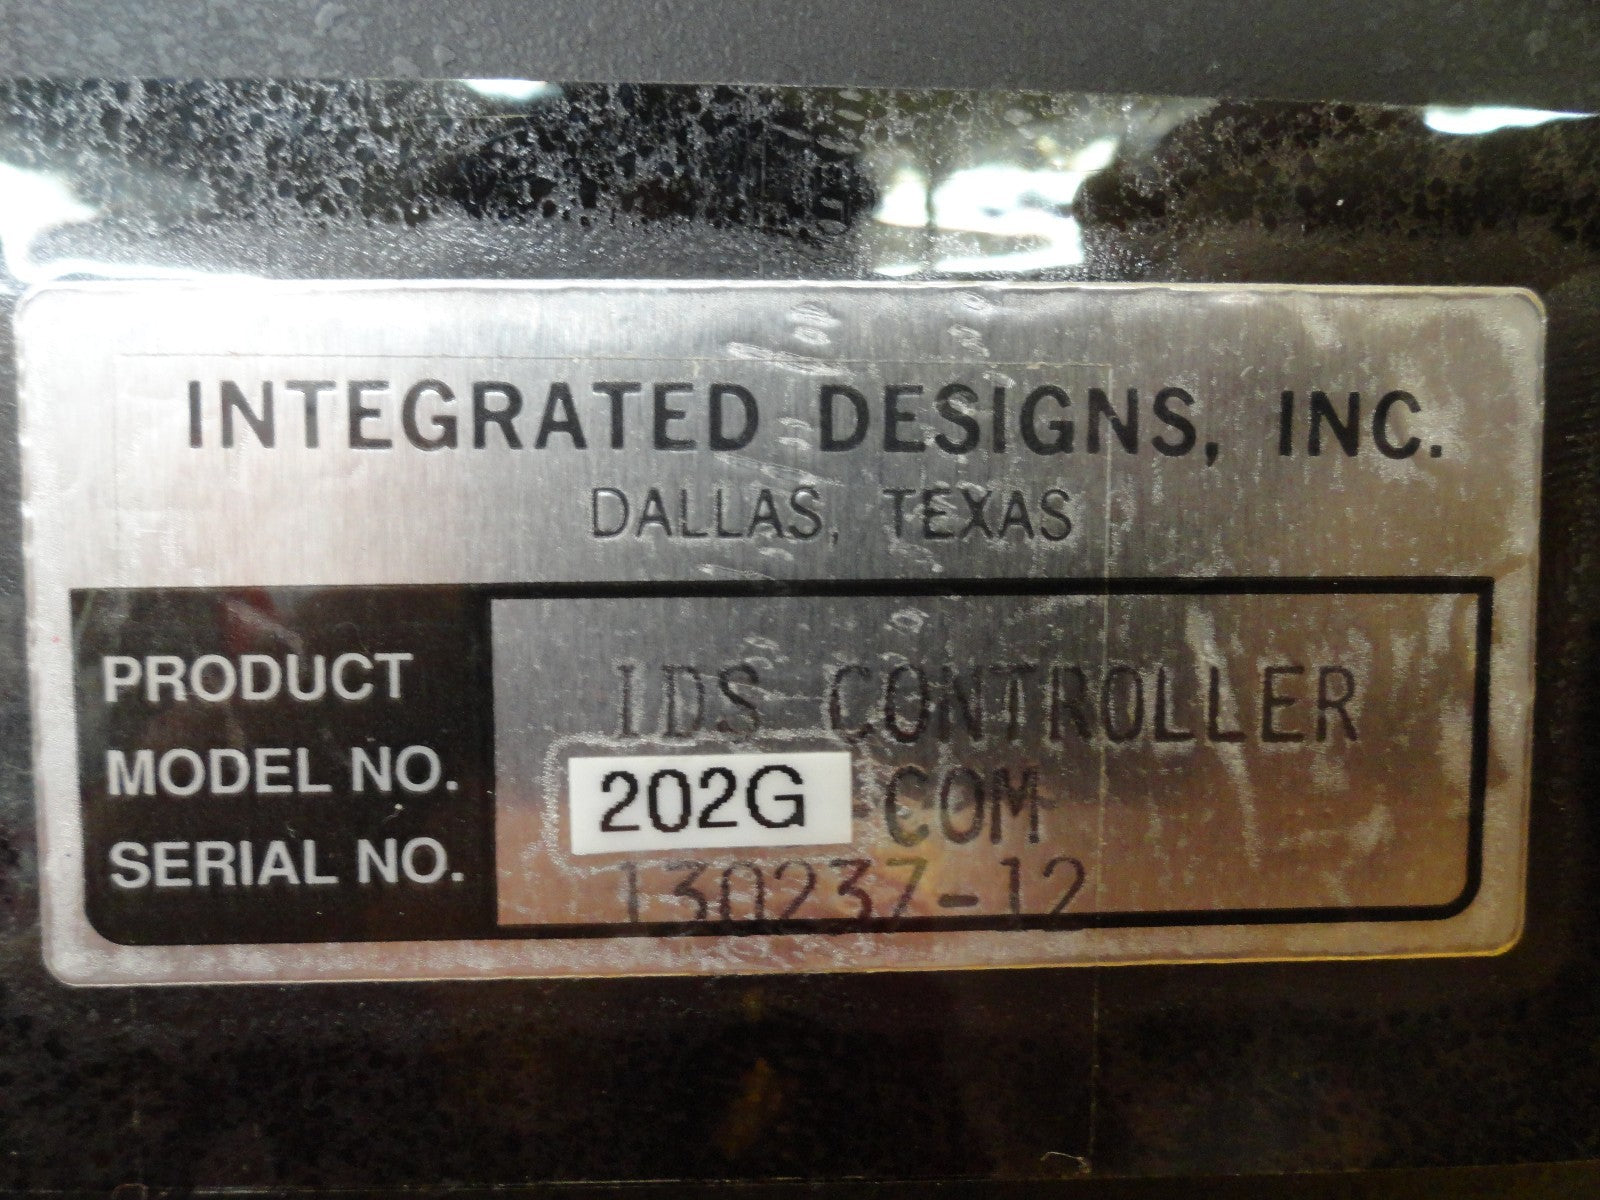 INTEGRATED DESIGNS, INC.
DALLAS, TEXAS
PRODUCT IDS CONTROLLER
MODEL NO. 202G-COM
SERIAL NO. 130237-12